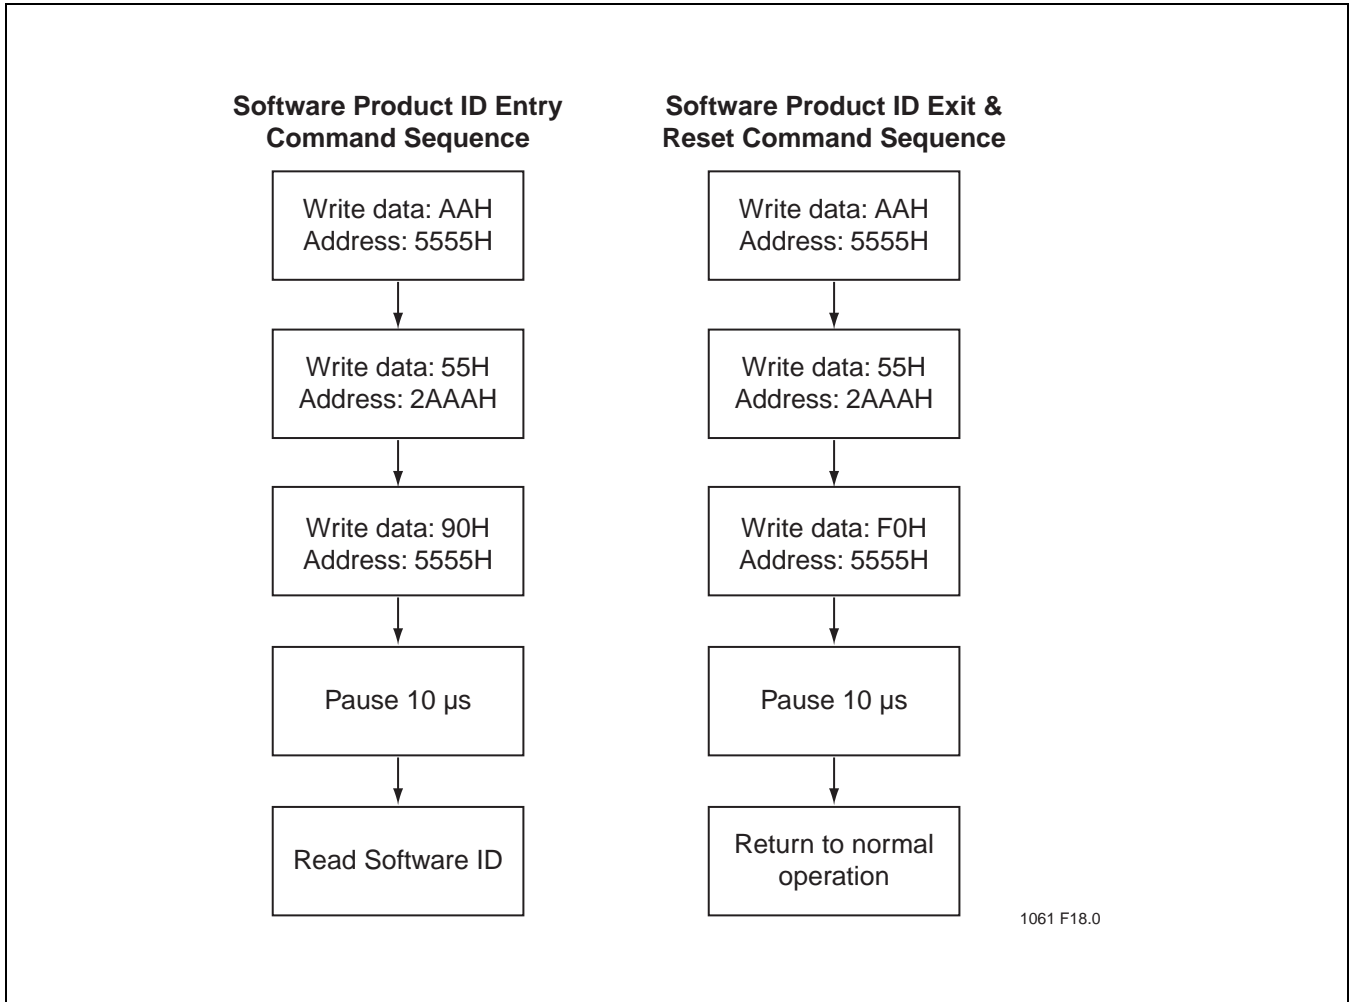 Software Product ID Entry
Command Sequence
Write data: AAH
Address: 5555H
Write data: 55H
Address: 2AAAH
Write data: 90H
Address: 5555H
Pause 10 µs
Read Software ID
Software Product ID Exit &
Reset Command Sequence
Write data: AAH
Address: 5555H
Write data: 55H
Address: 2AAAH
Write data: F0H
Address: 5555H
Pause 10 µs
Return to normal
operation
1061 F18.0